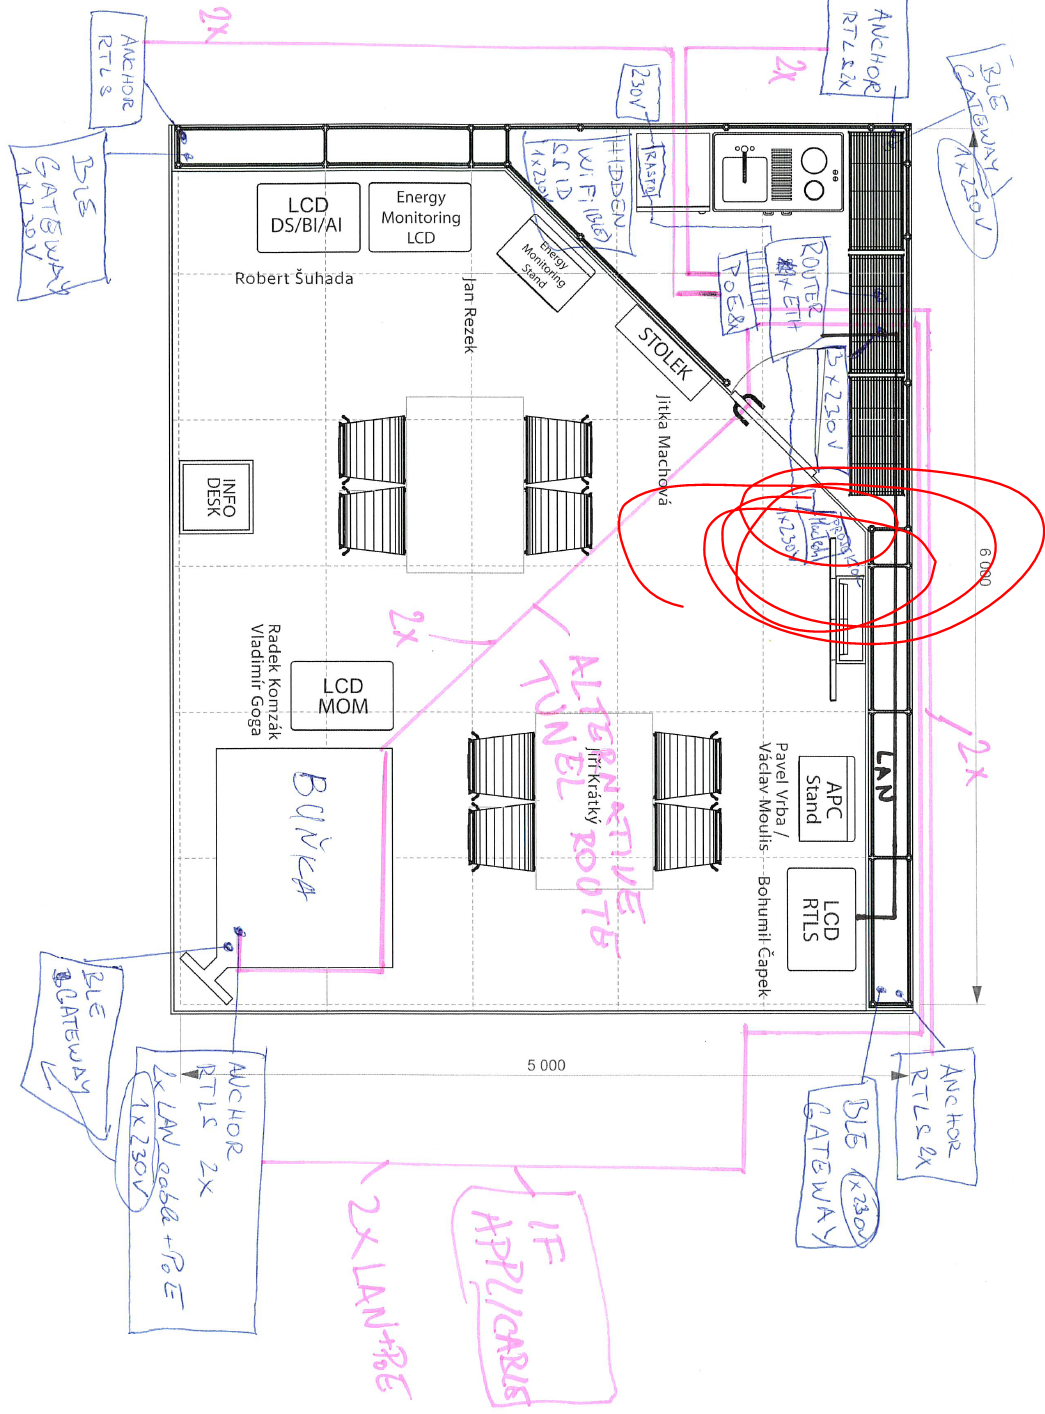 2x
ANCHOR
RTLS
ANCHOR
RTLS 2x
2x
BLE
GATEWAY
1x230V
230V
BLE
GATEWAY
1x230V
HIDDEN
WiFi(BLE)
SSID
1x230V
LCD
DS/BI/AI
Energy
Monitoring
LCD
Energy
Monitoring
Stand
Robert Šuhada
Jan Rezek
ROUTER
1x ETH
PoE 8x
STOLEK
3x230V
Jitka Machová
INFO
DESK
1x230V
6 000
2x
Radek Komzák
Vladimír Goga
LCD
MOM
ALTERNATIVE
TUNEL ROUTE
Jiří Krátký
BUŇKA
Pavel Vrba /
Václav Moulis
APC
Stand
LAN
2x
LCD
RTLS
Bohumil Čapek
BLE
GATEWAY
5 000
ANCHOR
RTLS 2x
2x LAN cable + PoE
1x230V
BLE 1x230V
GATEWAY
ANCHOR
RTLS 2x
2x LAN+PoE
IF
APPLICABLE